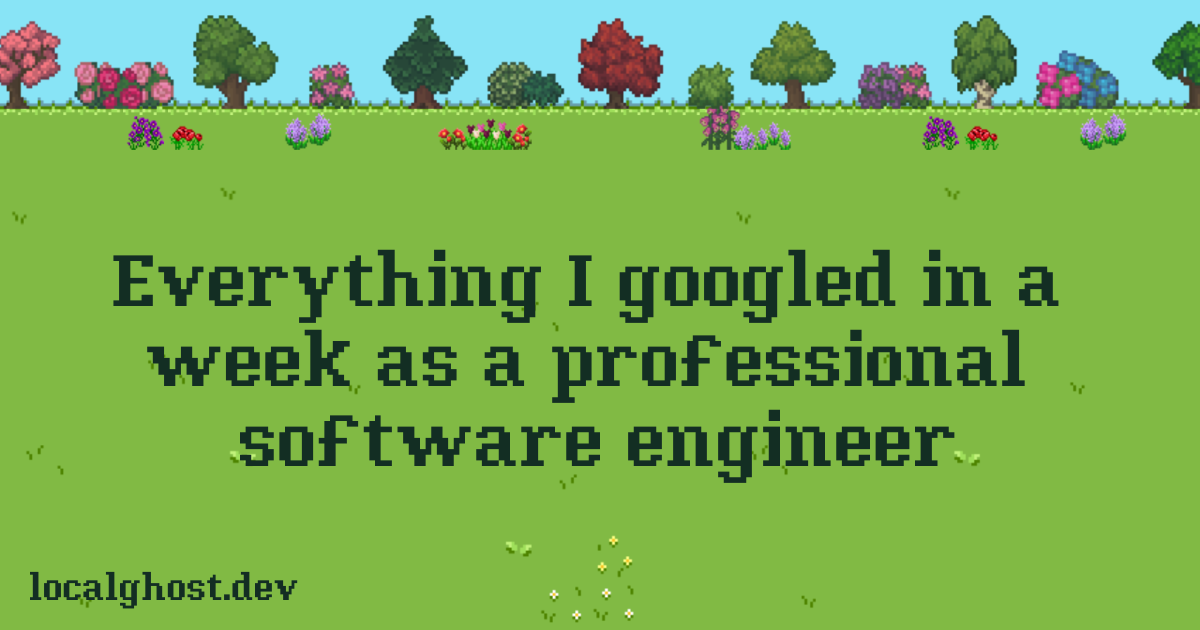 Everything I googled in a
week as a professional
software engineer
localghost.dev